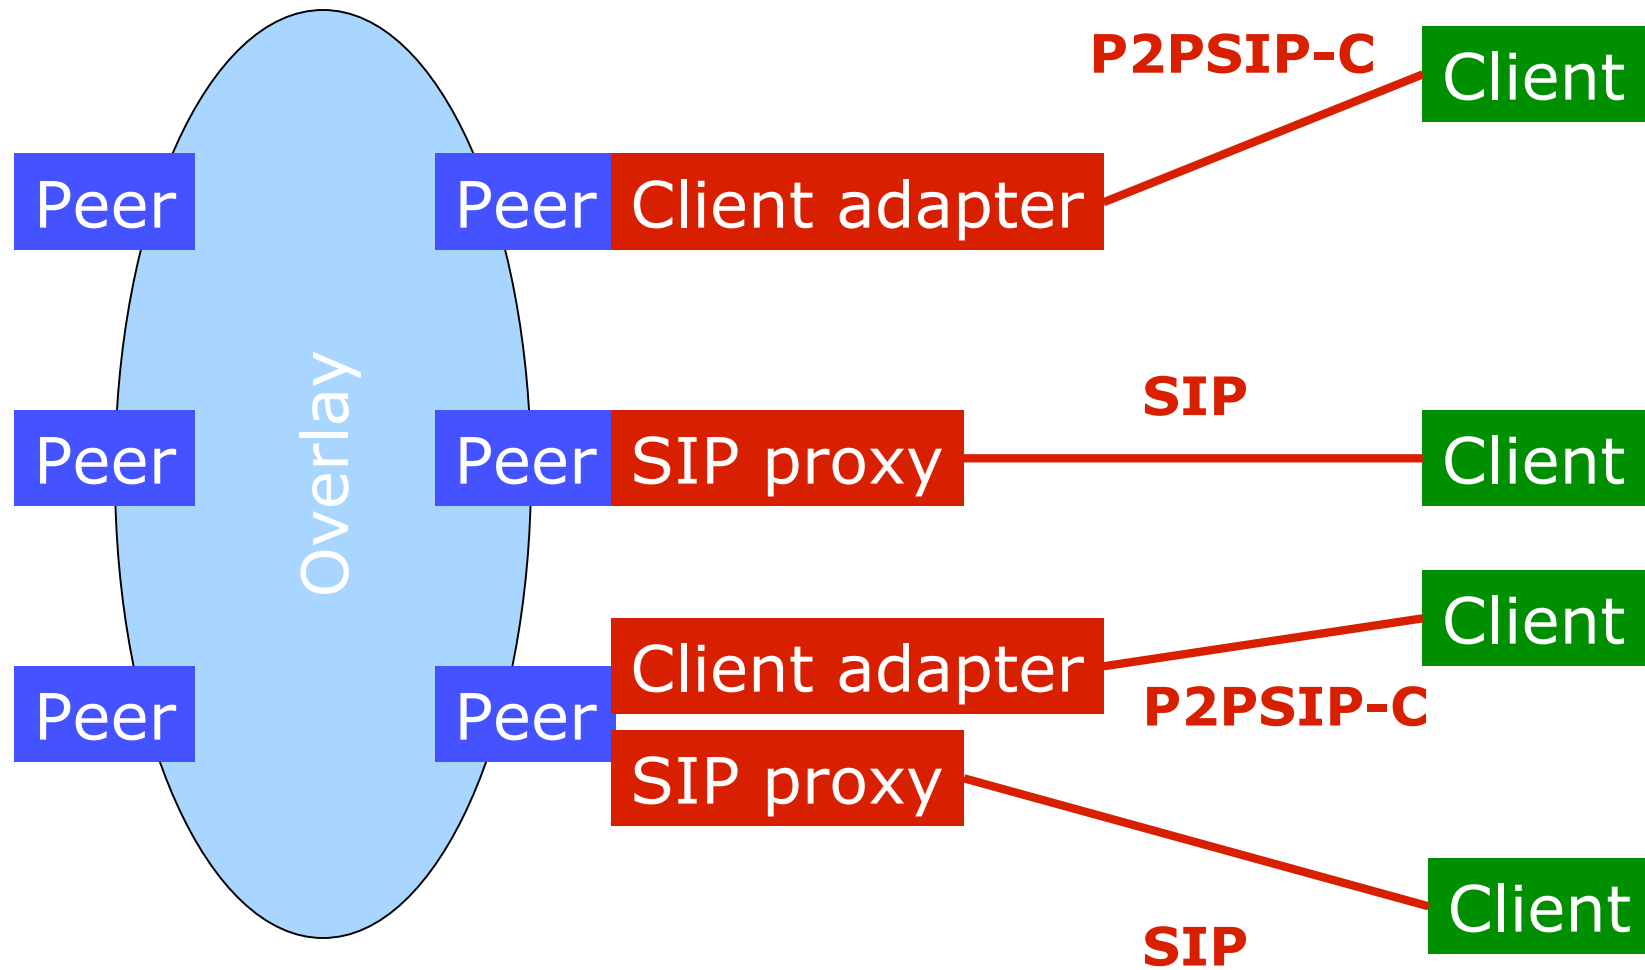 P2PSIP-C
Client
Peer
Peer
Client adapter
Overlay
SIP
Peer
Peer
SIP proxy
Client
Client
Client adapter
P2PSIP-C
Peer
Peer
SIP proxy
Client
SIP